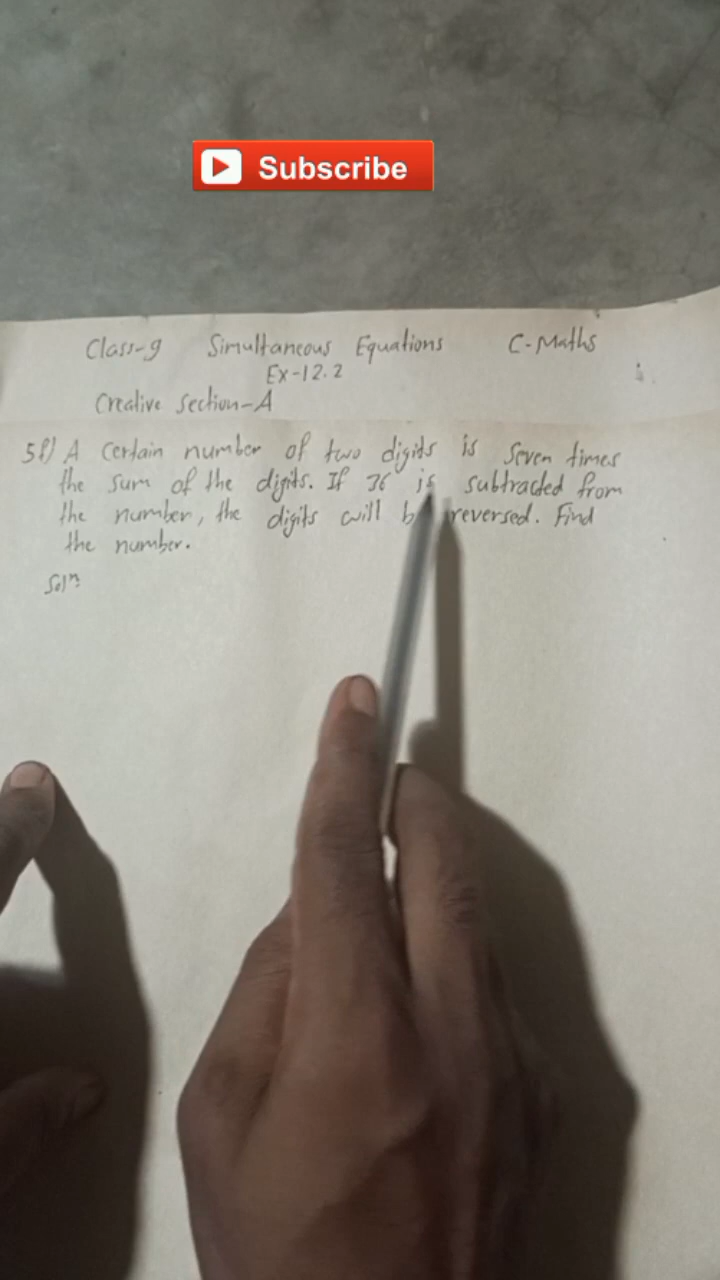 Subscribe
Class-9 Simultaneous Equations C-Maths
Ex-12.2
Creative Section-A
A certain number of two digits is seven times
the sum of the digits. If 36 is subtracted from
the number, the digits will be reversed. Find
the number.
Solⁿ